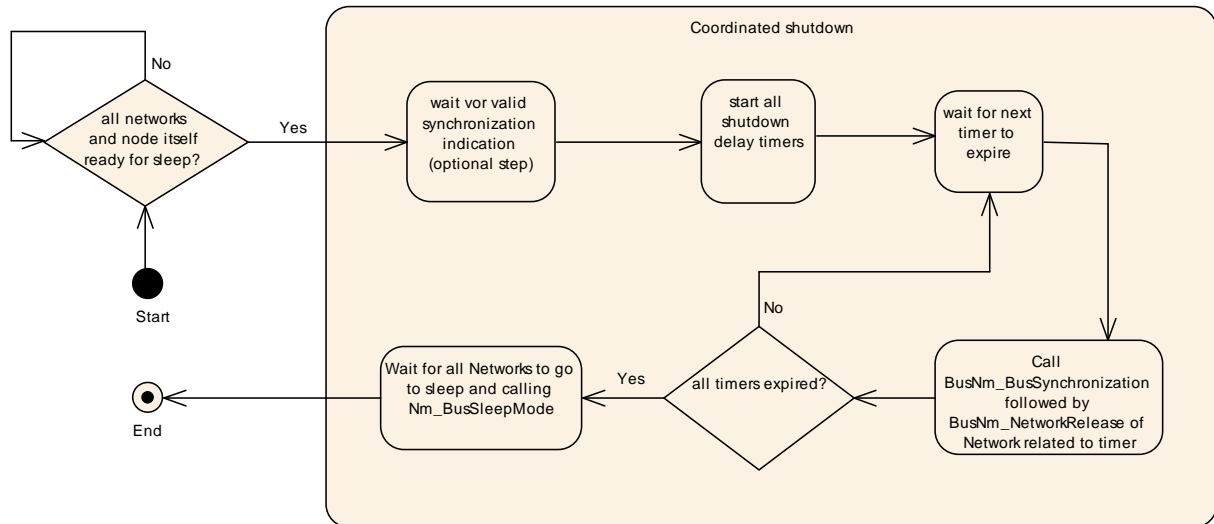 Coordinated shutdown
No
all networks
and node itself
ready for sleep?
Yes
wait vor valid
synchronization
indication
(optional step)
start all
shutdown
delay timers
wait for next
timer to
expire
Start
No
Wait for all Networks to go
to sleep and calling
Nm_BusSleepMode
Yes
all timers expired?
Call
BusNm_BusSynchronization
followed by
BusNm_NetworkRelease of
Network related to timer
End